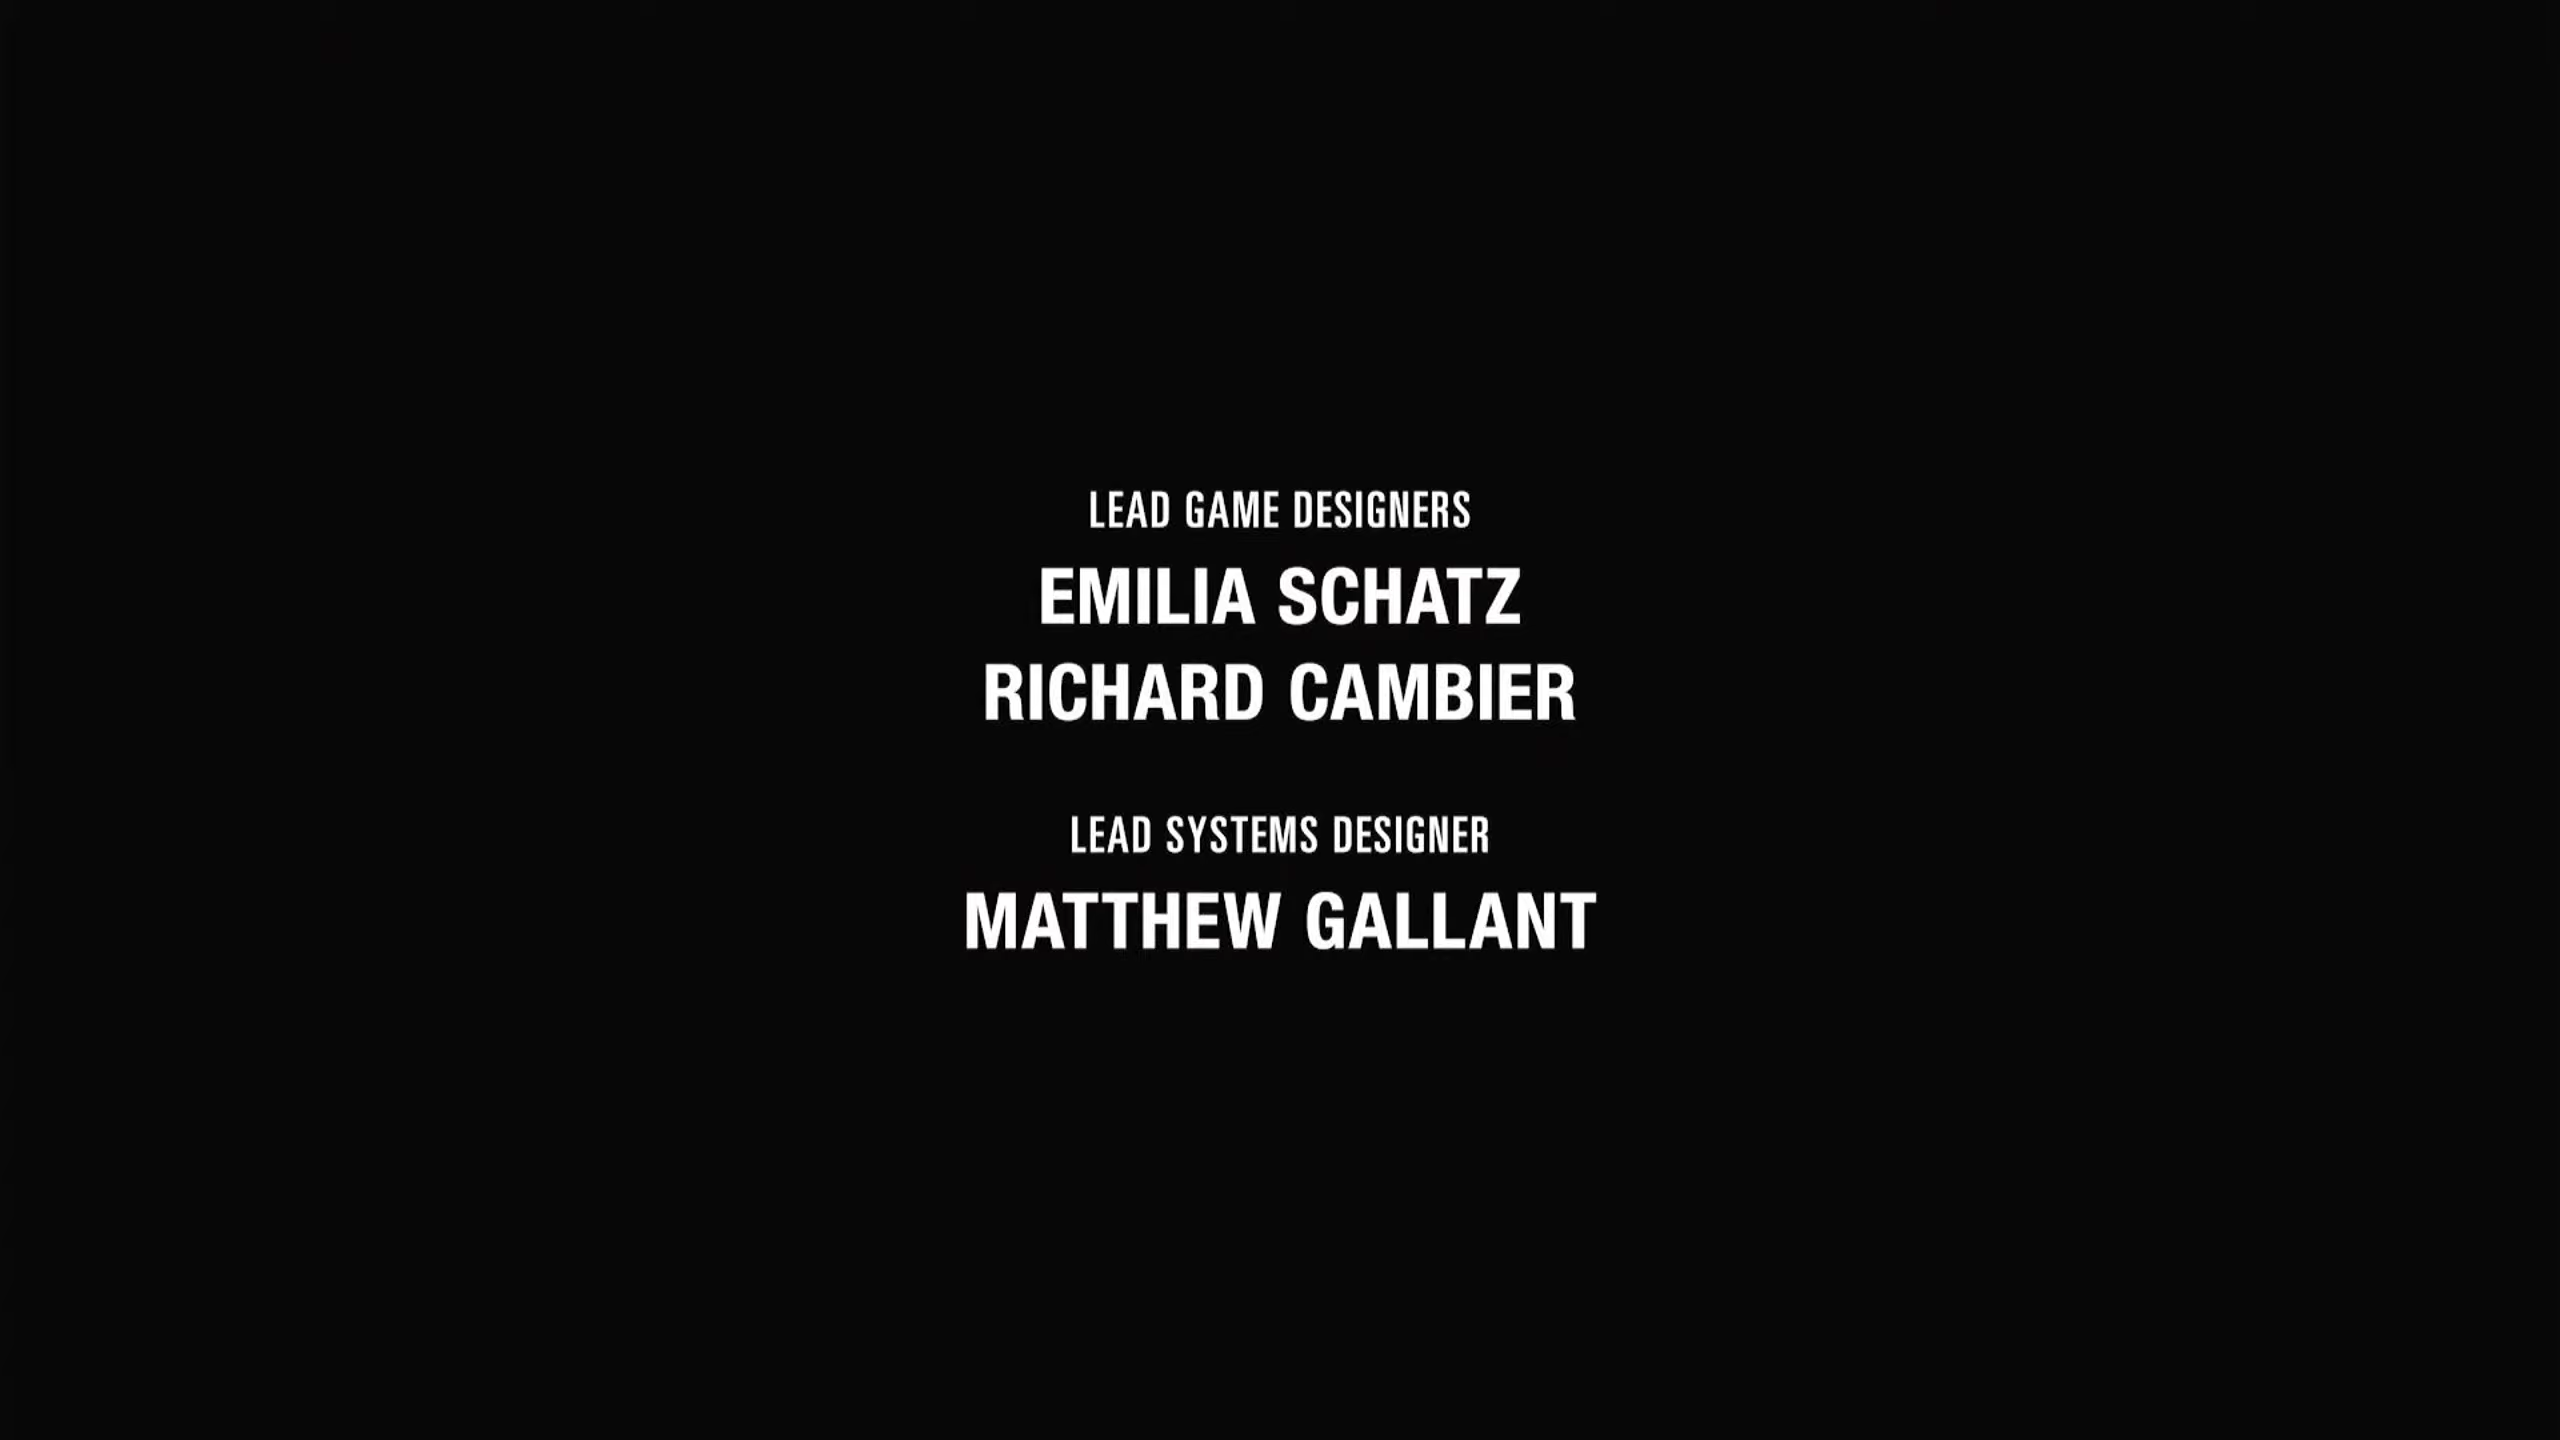 LEAD GAME DESIGNERS
EMILIA SCHATZ
RICHARD CAMBIER
LEAD SYSTEMS DESIGNER
MATTHEW GALLANT